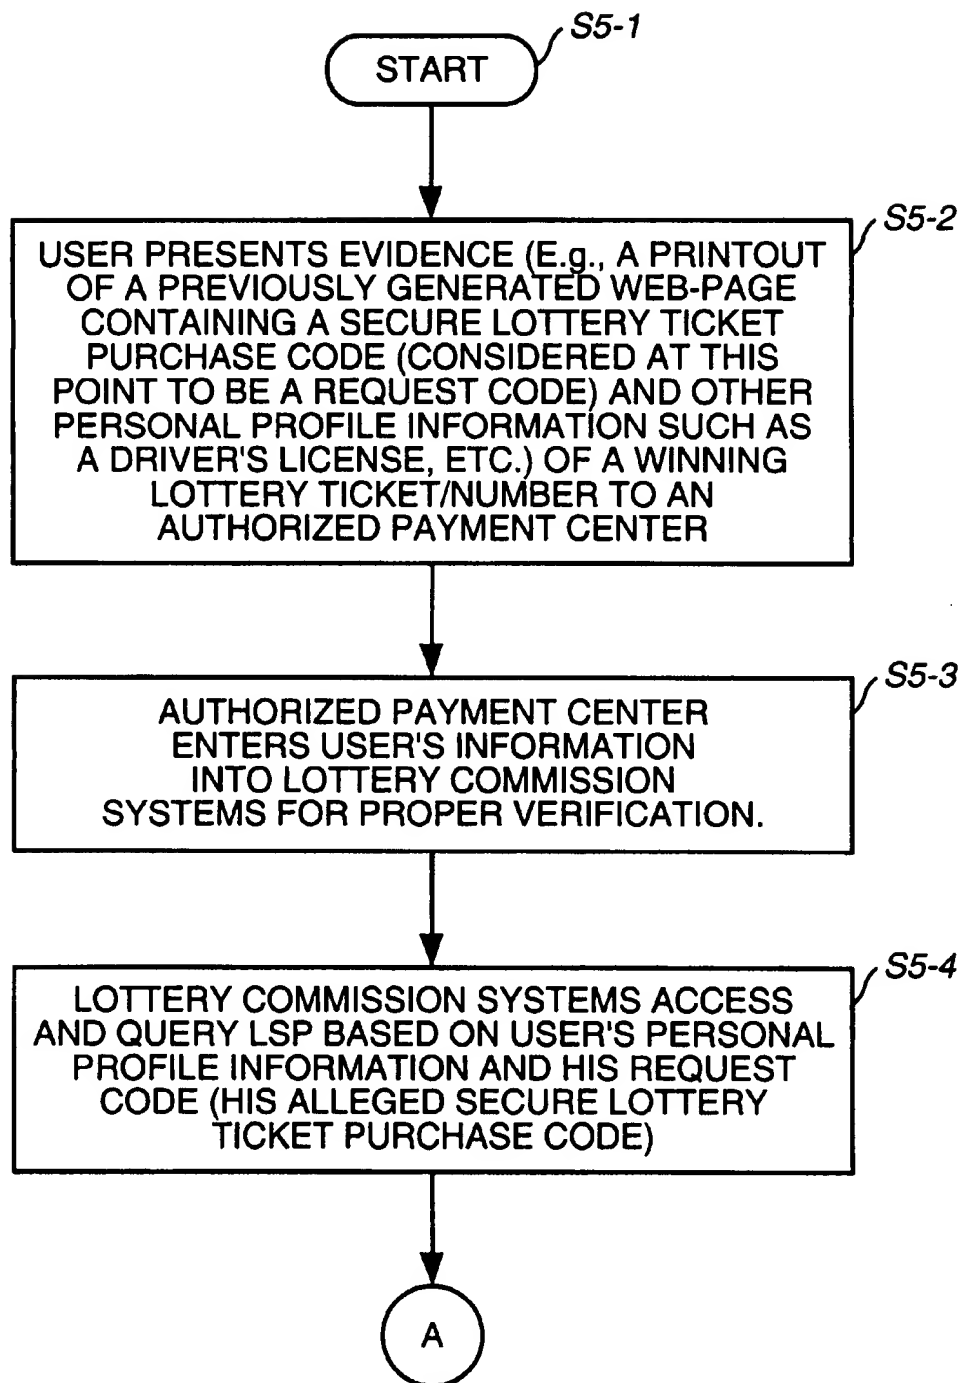 S5-1
START
S5-2
USER PRESENTS EVIDENCE (E.g., A PRINTOUT
OF A PREVIOUSLY GENERATED WEB-PAGE
CONTAINING A SECURE LOTTERY TICKET
PURCHASE CODE (CONSIDERED AT THIS
POINT TO BE A REQUEST CODE) AND OTHER
PERSONAL PROFILE INFORMATION SUCH AS
A DRIVER'S LICENSE, ETC.) OF A WINNING
LOTTERY TICKET/NUMBER TO AN
AUTHORIZED PAYMENT CENTER
S5-3
AUTHORIZED PAYMENT CENTER
ENTERS USER'S INFORMATION
INTO LOTTERY COMMISSION
SYSTEMS FOR PROPER VERIFICATION.
S5-4
LOTTERY COMMISSION SYSTEMS ACCESS
AND QUERY LSP BASED ON USER'S PERSONAL
PROFILE INFORMATION AND HIS REQUEST
CODE (HIS ALLEGED SECURE LOTTERY
TICKET PURCHASE CODE)
A